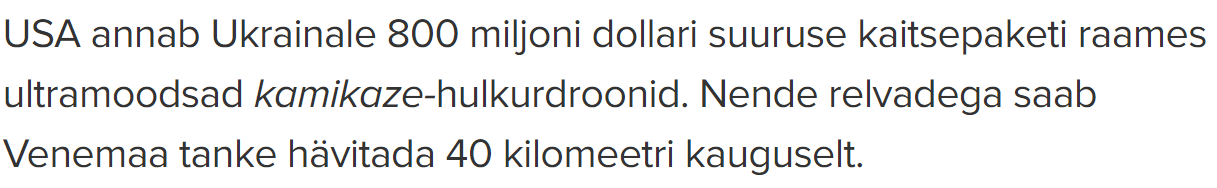 USA annab Ukrainale 800 miljoni dollari suuruse kaitsepaketi raames
ultramoodsad kamikaze-hulkurdroonid. Nende relvadega saab
Venemaa tanke hävitada 40 kilomeetri kauguselt.